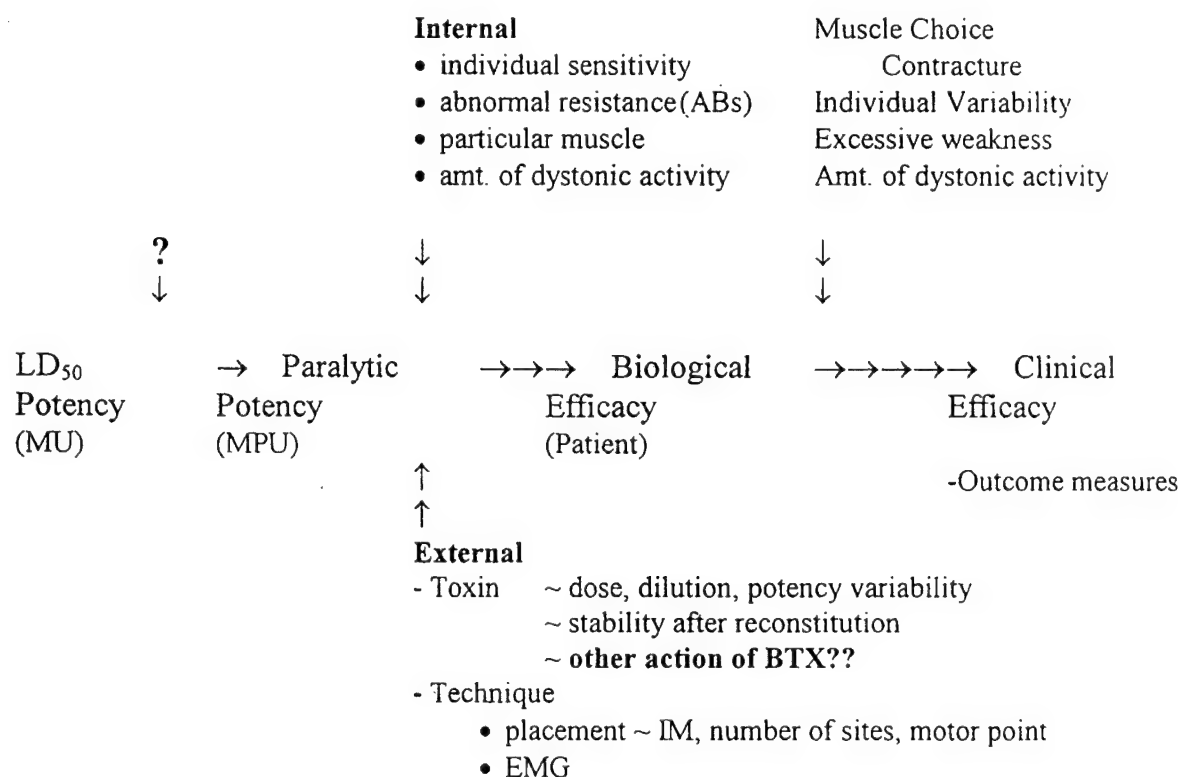 Internal Muscle Choice
• individual sensitivity Contracture
• abnormal resistance(ABs) Individual Variability
• particular muscle Excessive weakness
• amt. of dystonic activity Amt. of dystonic activity
? ↓ ↓
↓ ↓ ↓
LD₅₀ → Paralytic →→→ Biological →→→→→ Clinical
Potency Potency Efficacy Efficacy
(MU) (MPU) (Patient)
↑ -Outcome measures
↑
External
- Toxin ~ dose, dilution, potency variability
~ stability after reconstitution
~ other action of BTX??
- Technique
• placement ~ IM, number of sites, motor point
• EMG